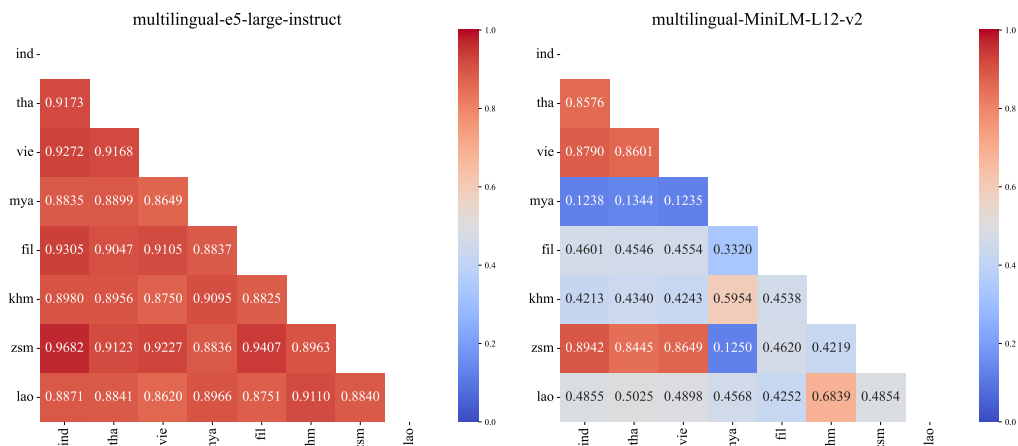 multilingual-e5-large-instruct
ind
tha 0.9173
vie 0.9272 0.9168
mya 0.8835 0.8899 0.8649
fil 0.9305 0.9047 0.9105 0.8837
khm 0.8980 0.8956 0.8750 0.9095 0.8825
zsm 0.9682 0.9123 0.9227 0.8836 0.9407 0.8963
lao 0.8871 0.8841 0.8620 0.8966 0.8751 0.9110 0.8840
ind tha vie nya fil hm sm lao
1.0
0.8
0.6
0.4
0.2
0.0
multilingual-MiniLM-L12-v2
ind
tha 0.8576
vie 0.8790 0.8601
mya 0.1238 0.1344 0.1235
fil 0.4601 0.4546 0.4554 0.3320
khm 0.4213 0.4340 0.4243 0.5954 0.4538
zsm 0.8942 0.8445 0.8649 0.1250 0.4620 0.4219
lao 0.4855 0.5025 0.4898 0.4568 0.4252 0.6839 0.4854
ind tha vie nya fil hm sm lao
1.0
0.8
0.6
0.4
0.2
0.0